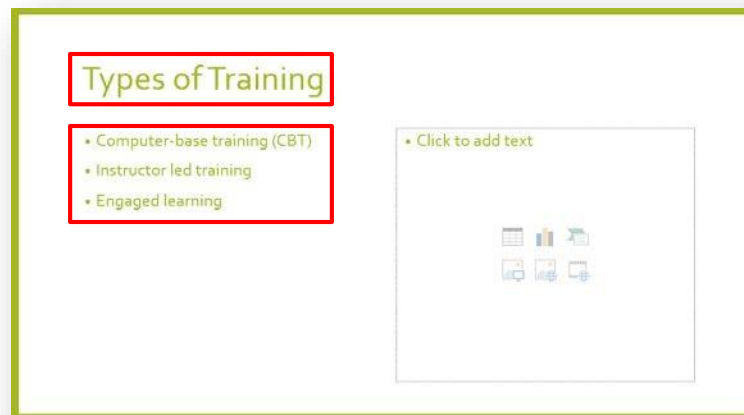 Types of Training
• Computer-base training (CBT)
• Instructor led training
• Engaged learning
• Click to add text